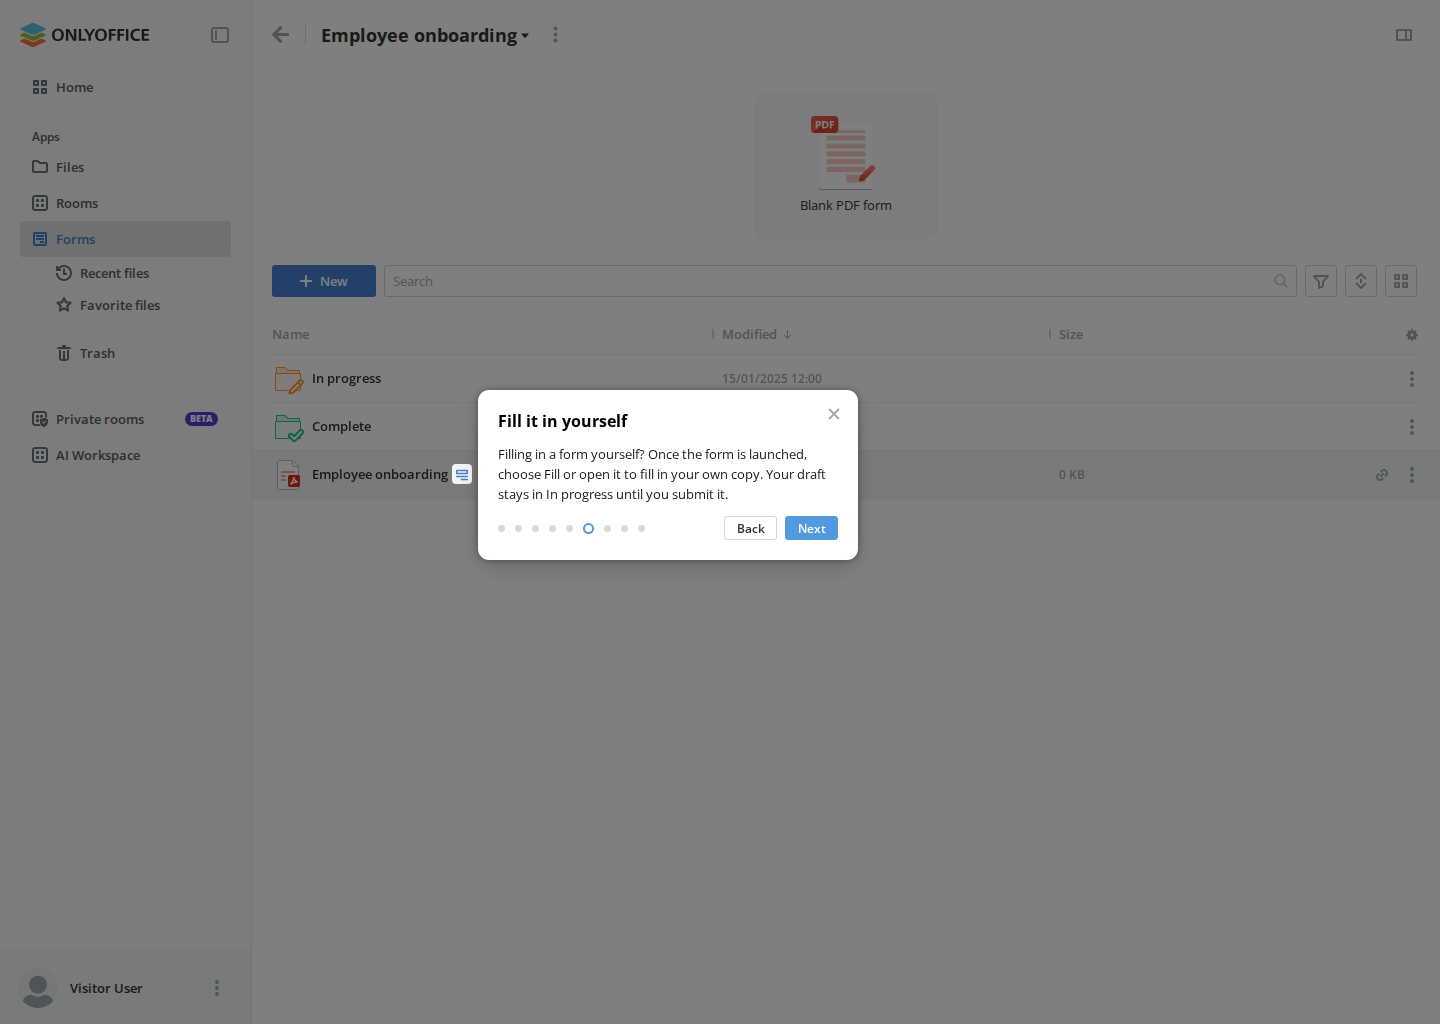 ONLYOFFICE
Employee onboarding
Home
Apps
Files
Rooms
Forms
Recent files
Favorite files
Trash
Private rooms
BETA
AI Workspace
Visitor User
PDF
Blank PDF form
New
Search
Name
Modified
Size
In progress
15/01/2025 12:00
Complete
Employee onboarding
0 KB
Fill it in yourself
Filling in a form yourself? Once the form is launched,
choose Fill or open it to fill in your own copy. Your draft
stays in In progress until you submit it.
Back
Next